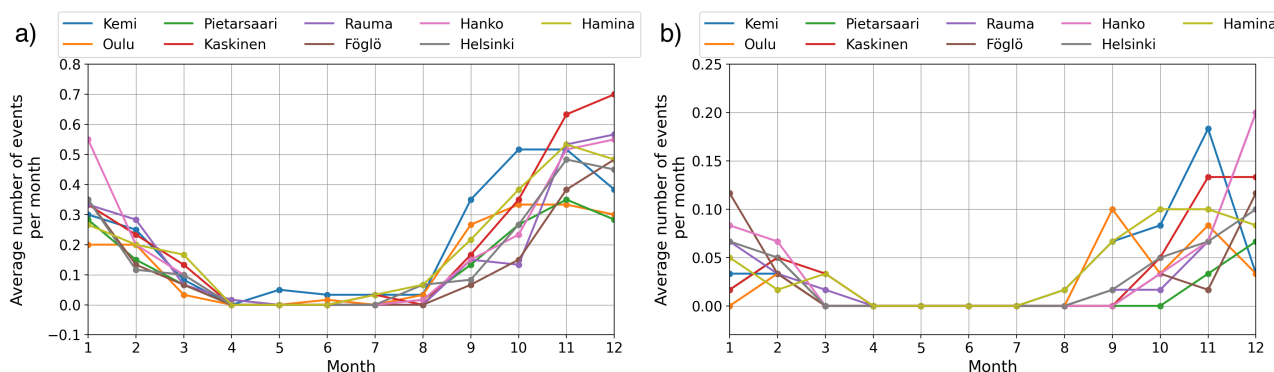 a)
Kemi Pietarsaari Rauma Hanko Hamina
Oulu Kaskinen Föglö Helsinki
Average number of events
per month
0.8
0.7
0.6
0.5
0.4
0.3
0.2
0.1
0.0
−0.1
1 2 3 4 5 6 7 8 9 10 11 12
Month
b)
Kemi Pietarsaari Rauma Hanko Hamina
Oulu Kaskinen Föglö Helsinki
Average number of events
per month
0.25
0.20
0.15
0.10
0.05
0.00
1 2 3 4 5 6 7 8 9 10 11 12
Month